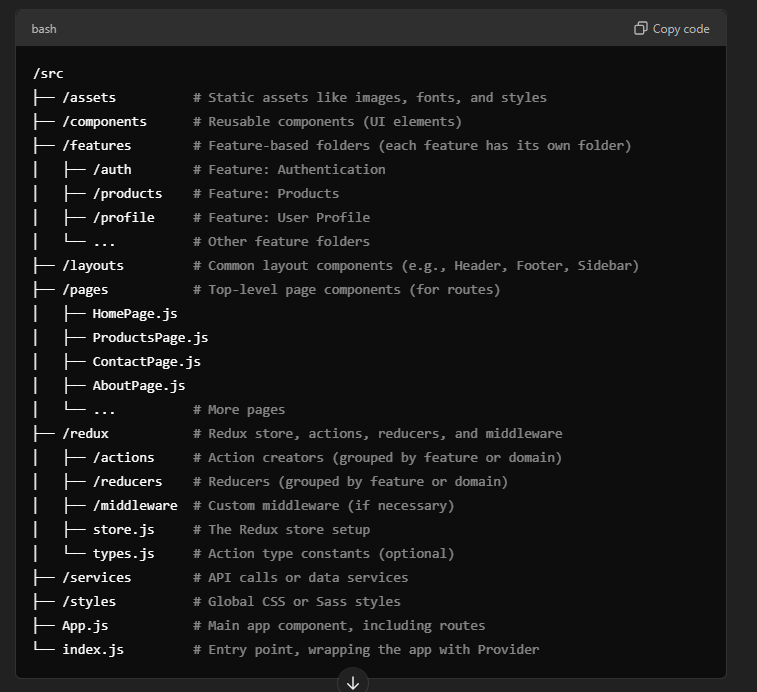 bash
Copy code
/src
├── /assets          # Static assets like images, fonts, and styles
├── /components      # Reusable components (UI elements)
├── /features        # Feature-based folders (each feature has its own folder)
│   ├── /auth        # Feature: Authentication
│   ├── /products    # Feature: Products
│   ├── /profile     # Feature: User Profile
│   └── ...          # Other feature folders
├── /layouts         # Common layout components (e.g., Header, Footer, Sidebar)
├── /pages           # Top-level page components (for routes)
│   ├── HomePage.js
│   ├── ProductsPage.js
│   ├── ContactPage.js
│   ├── AboutPage.js
│   └── ...          # More pages
├── /redux           # Redux store, actions, reducers, and middleware
│   ├── /actions     # Action creators (grouped by feature or domain)
│   ├── /reducers    # Reducers (grouped by feature or domain)
│   ├── /middleware  # Custom middleware (if necessary)
│   ├── store.js     # The Redux store setup
│   └── types.js     # Action type constants (optional)
├── /services        # API calls or data services
├── /styles          # Global CSS or Sass styles
├── App.js           # Main app component, including routes
└── index.js         # Entry point, wrapping the app with Provider